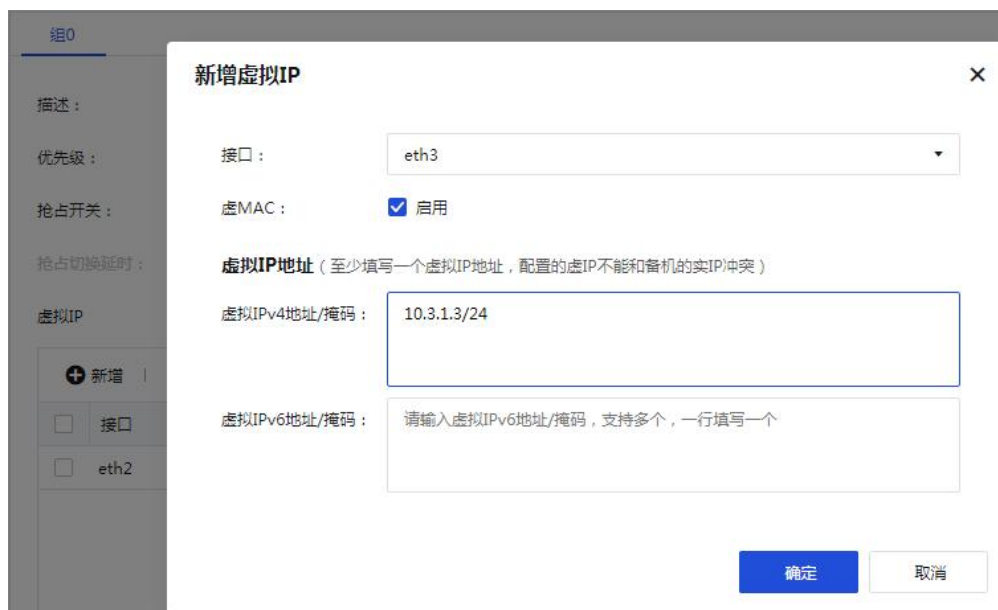 组0
新增虚拟IP
描述：
优先级：
接口：
eth3
抢占开关：
虚MAC：
启用
抢占切换延时：
虚拟IP地址（至少填写一个虚拟IP地址，配置的虚IP不能和备机的实IP冲突）
虚拟IP
虚拟IPv4地址/掩码：
10.3.1.3/24
新增
接口
虚拟IPv6地址/掩码：
请输入虚拟IPv6地址/掩码，支持多个，一行填写一个
eth2
确定
取消